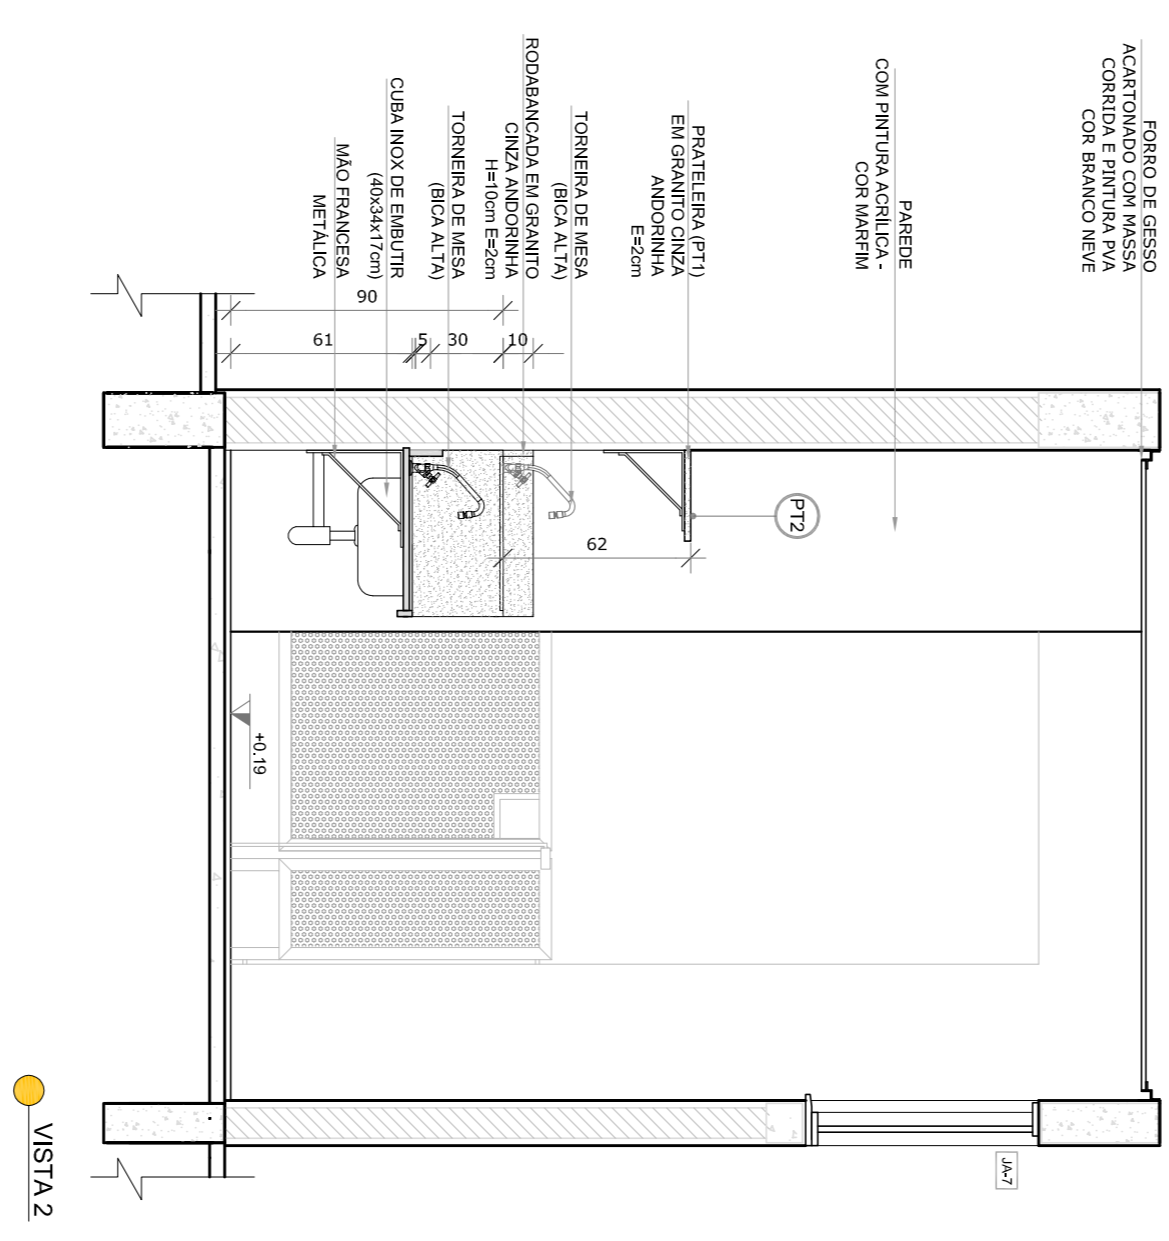 FORRO DE GESSO
ACARTONADO COM MASSA
CORRIDA E PINTURA PVA
COR BRANCO NEVE
PAREDE
COM PINTURA ACRÍLICA -
COR MARFIM
PRATELEIRA (PT1)
EM GRANITO CINZA
ANDORINHA
E=2cm
TORNEIRA DE MESA
(BICA ALTA)
RODABANCADA EM GRANITO
CINZA ANDORINHA
H=10cm E=2cm
TORNEIRA DE MESA
(BICA ALTA)
CUBA INOX DE EMBUTIR
(40x34x17cm)
MÃO FRANCESA
METÁLICA
90
61
5
30
10
62
PT2
+0.19
JA-7
VISTA 2